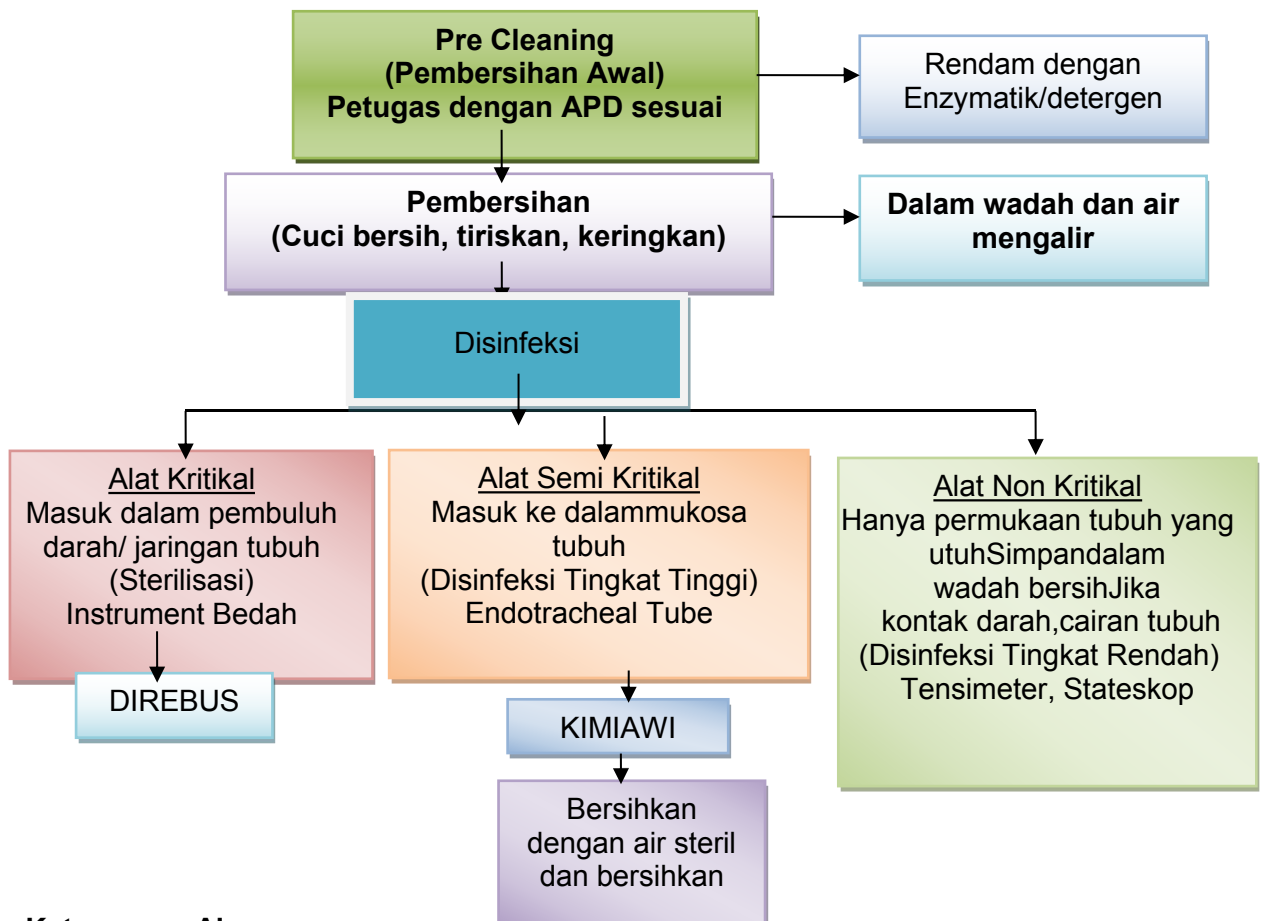 Pre Cleaning
(Pembersihan Awal)
Petugas dengan APD sesuai
Rendam dengan
Enzymatik/detergen
Pembersihan
(Cuci bersih, tiriskan, keringkan)
Dalam wadah dan air
mengalir
Disinfeksi
Alat Kritikal
Masuk dalam pembuluh
darah/ jaringan tubuh
(Sterilisasi)
Instrument Bedah
DIREBUS
Alat Semi Kritikal
Masuk ke dalammukosa
tubuh
(Disinfeksi Tingkat Tinggi)
Endotracheal Tube
KIMIAWI
Bersihkan
dengan air steril
dan bersihkan
Alat Non Kritikal
Hanya permukaan tubuh yang
utuhSimpandalam
wadah bersihJika
kontak darah,cairan tubuh
(Disinfeksi Tingkat Rendah)
Tensimeter, Stateskop